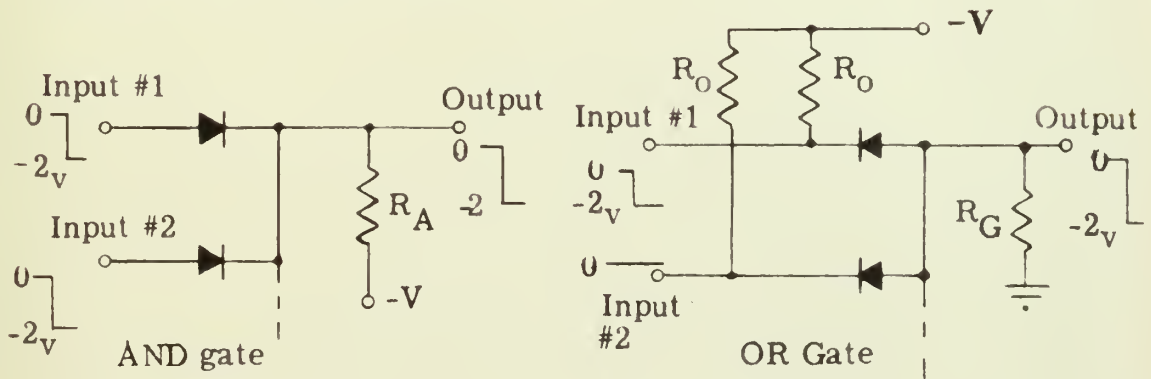 Input #1
0
-2v
Input #2
0
-2v
Output
0
-2
RA
-V
AND gate
-V
Ro
Ro
Input #1
0
-2v
0
Input
#2
Output
0
-2v
RG
OR Gate